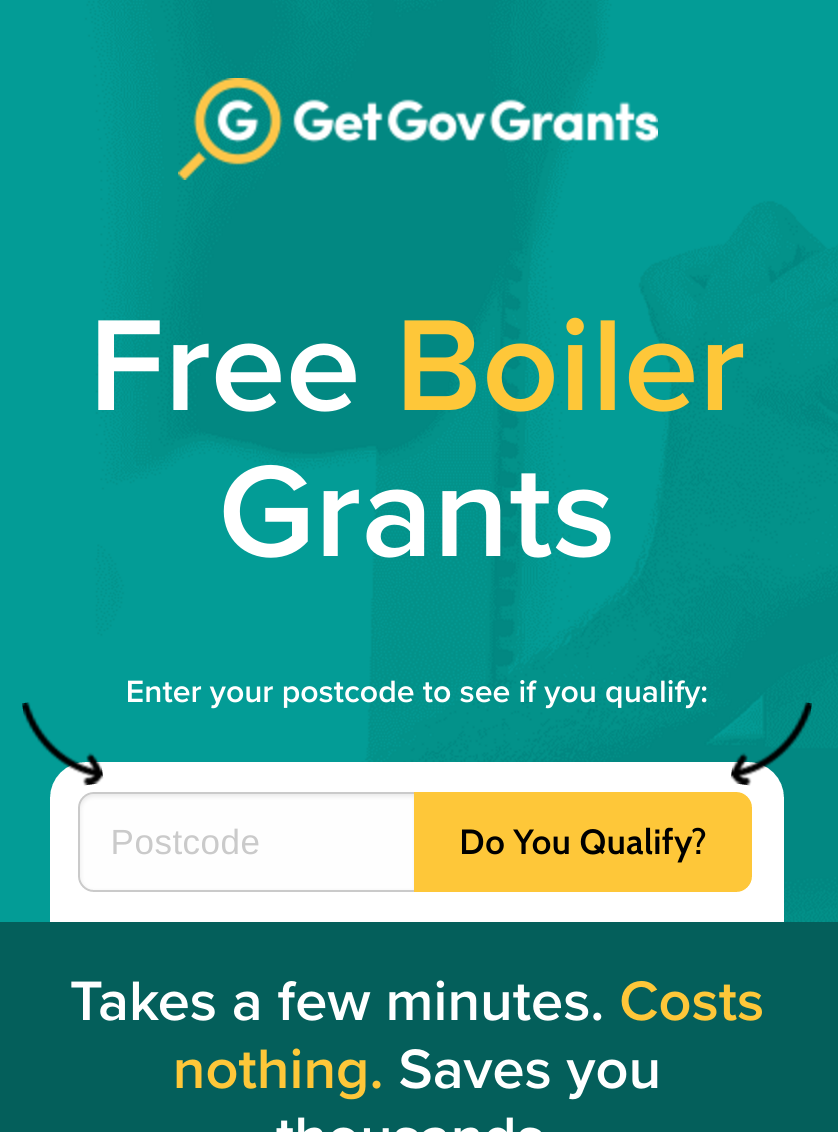 G GetGovGrants
Free Boiler
Grants
Enter your postcode to see if you qualify:
Postcode
Do You Qualify?
Takes a few minutes. Costs
nothing. Saves you
thousands.